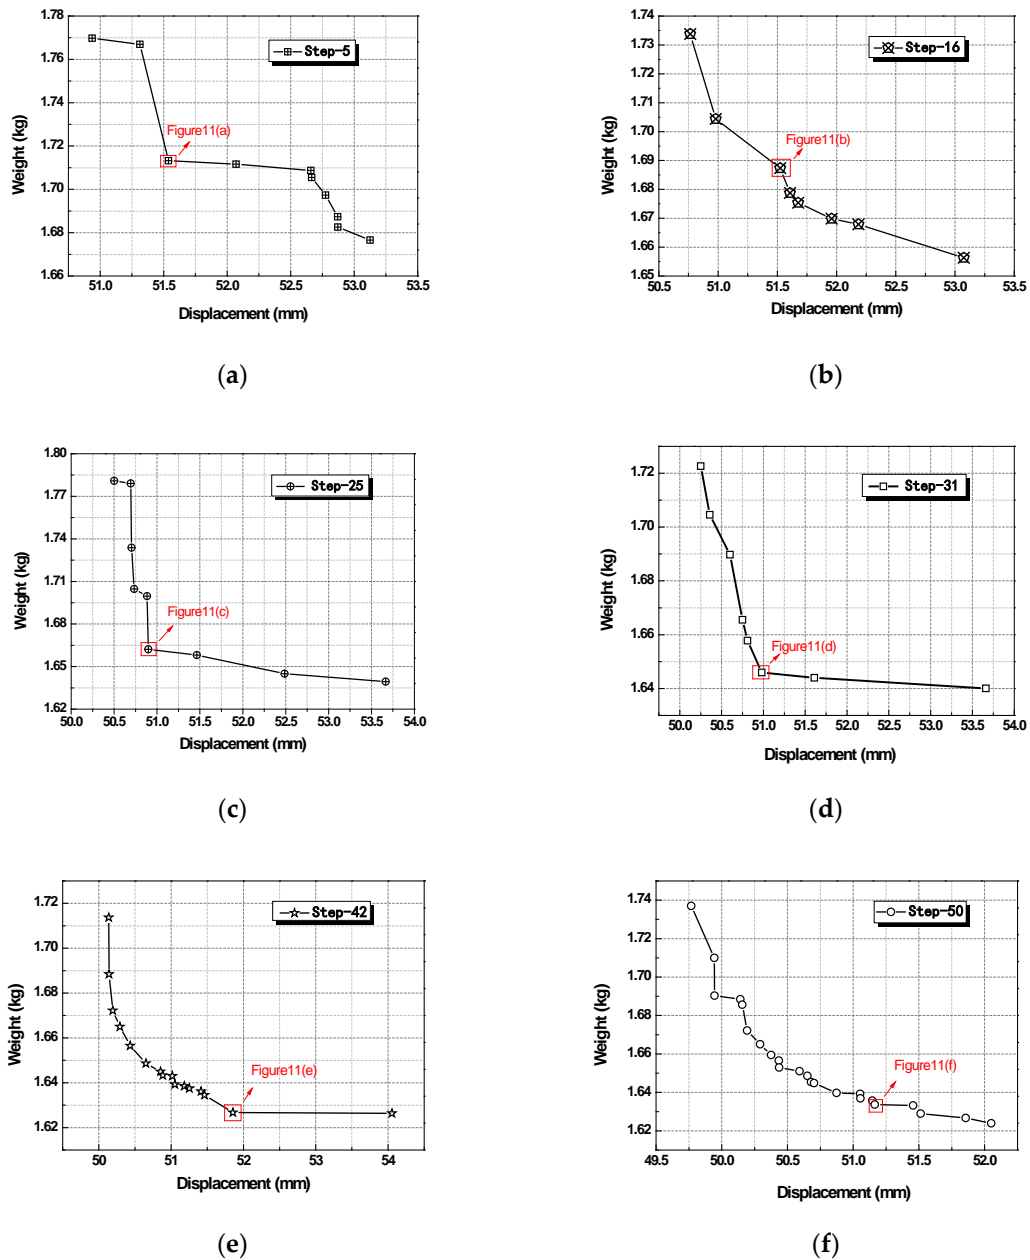 1.78
1.76
1.74
1.72
1.70
1.68
1.66
Weight (kg)
Step-5
Figure11(a)
51.0
51.5
52.0
52.5
53.0
53.5
Displacement (mm)
(a)
1.74
1.73
1.72
1.71
1.70
1.69
1.68
1.67
1.66
1.65
Weight (kg)
Step-16
Figure11(b)
50.5
51.0
51.5
52.0
52.5
53.0
53.5
Displacement (mm)
(b)
1.80
1.77
1.74
1.71
1.68
1.65
1.62
Weight (kg)
Step-25
Figure11(c)
50.0
50.5
51.0
51.5
52.0
52.5
53.0
53.5
54.0
Displacement (mm)
(c)
1.72
1.70
1.68
1.66
1.64
Weight (kg)
Step-31
Figure11(d)
50.0
50.5
51.0
51.5
52.0
52.5
53.0
53.5
54.0
Displacement (mm)
(d)
1.72
1.70
1.68
1.66
1.64
1.62
Weight (kg)
Step-42
Figure11(e)
50
51
52
53
54
Displacement (mm)
(e)
1.74
1.72
1.70
1.68
1.66
1.64
1.62
Weight (kg)
Step-50
Figure11(f)
49.5
50.0
50.5
51.0
51.5
52.0
Displacement (mm)
(f)